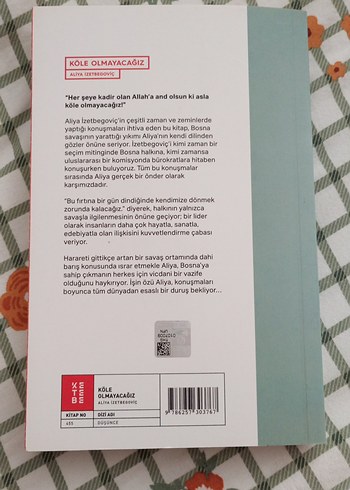 KÖLE OLMAYACAĞIZ
ALİYA İZETBEGOVİÇ
"Her şeye kadir olan Allah'a and olsun ki asla
köle olmayacağız!"
Aliya İzetbegoviç'in çeşitli zaman ve zeminlerde
yaptığı konuşmaları ihtiva eden bu kitap, Bosna
savaşının yarattığı yıkımı Aliya'nın kendi dilinden
gözler önüne seriyor. İzetbegoviç'i kimi zaman bir
seçim mitinginde Bosna halkına, kimi zamansa
uluslararası bir komisyonda bürokratlara hitaben
konuşurken buluyoruz. Tüm bu konuşmalar
sırasında Aliya gerçek bir önder olarak
karşımızdadır.
"Bu fırtına bir gün dindiğinde kendimize dönmek
zorunda kalacağız." diyerek, halkının yalnızca
savaşla ilgilenmesinin önüne geçiyor; bir lider
olarak insanların daha çok hayatla, sanatla,
edebiyatla olan ilişkisini kuvvetlendirme çabası
veriyor.
Harareti gittikçe artan bir savaş ortamında dahi
barış konusunda ısrar etmekle Aliya, Bosna'ya
sahip çıkmanın herkes için vicdani bir vazife
olduğunu haykırıyor. İşin özü Aliya, konuşmaları
boyunca tüm dünyadan esaslı bir duruş bekliyor...
KÖLE
OLMAYACAĞIZ
ALİYA İZETBEGOVİÇ
KİTAP NO
DİZİ ADI
DÜŞÜNCE
9 786257 303767